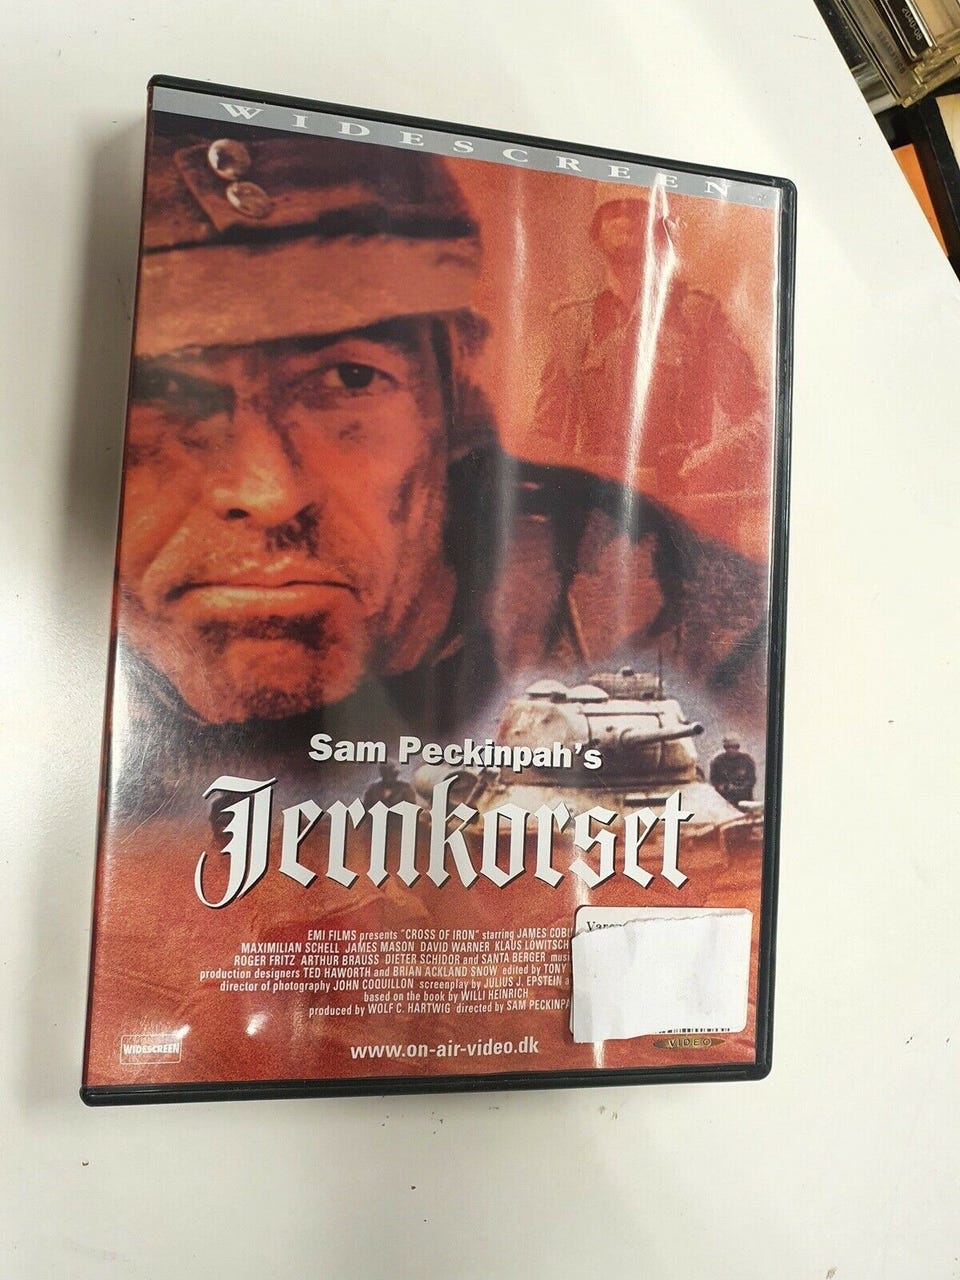 WIDESCREEN
Sam Peckinpah's
Jernkorset
EMI FILMS presents "CROSS OF IRON" starring JAMES COBU
MAXIMILIAN SCHELL JAMES MASON DAVID WARNER KLAUS LOWITSCH
ROGER FRITZ ARTHUR BRAUSS DIETER SCHIDOR and SANTA BERGER musi
production designers TED HAWORTH and BRIAN ACKLAND SNOW edited by TONY
director of photography JOHN COQUILLON screenplay by JULIUS J. EPSTEIN a
based on the book by WILLI HEINRICH
produced by WOLF C. HARTWIG directed by SAM PECKINPA
WIDESCREEN
www.on-air-video.dk
VIDEO